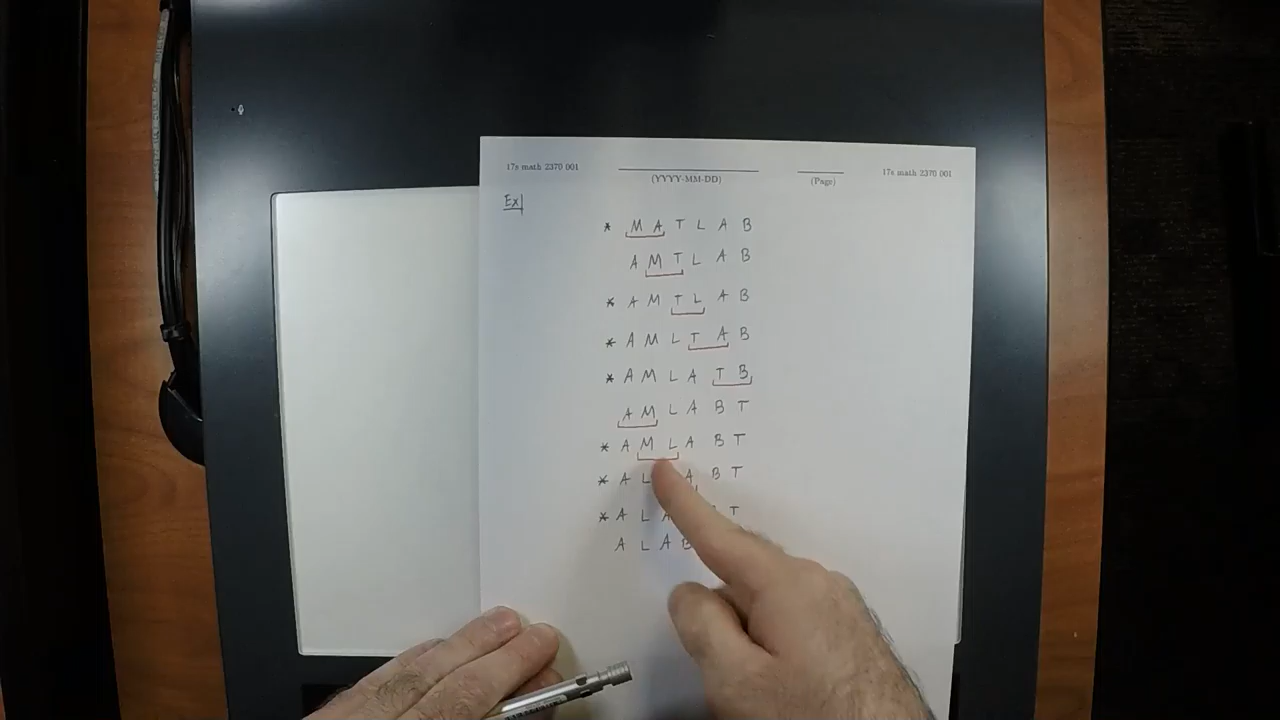 17s math 2370 001 (YYYY-MM-DD) (Page) 17s math 2370 001
Ex
* M A T L A B
A M T L A B
* A M T L A B
* A M L T A B
* A M L A T B
A M L A B T
* A M L A B T
* A L A B T
* A L A T
A L A B